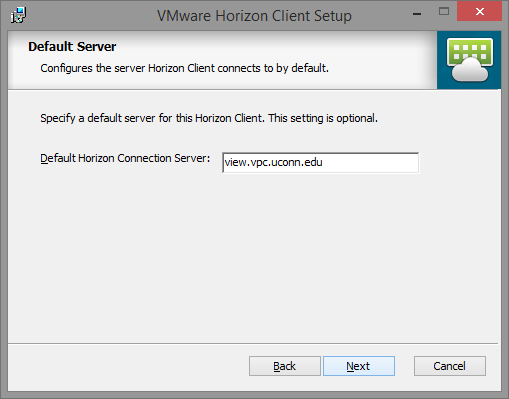 VMware Horizon Client Setup
Default Server
Configures the server Horizon Client connects to by default.
Specify a default server for this Horizon Client. This setting is optional.
Default Horizon Connection Server: view.vpc.uconn.edu
Back Next Cancel